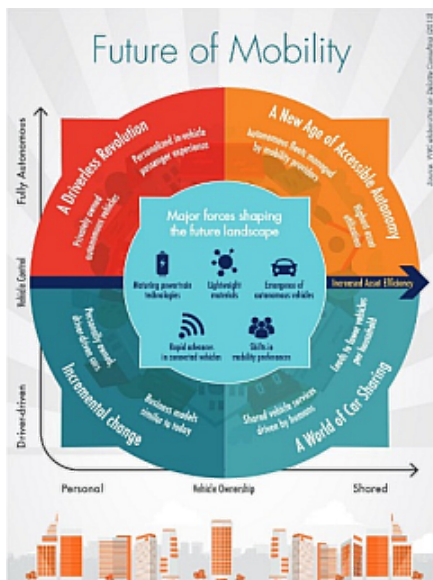 Future of Mobility
Fully Autonomous
Vehicle Control
Driver-driven
A Driverless Revolution
Personalized in-vehicle
passenger experience
Privately owned
autonomous vehicles
A New Age of Accessible Autonomy
Autonomous fleets managed
by mobility providers
Highest asset
utilization
Major forces shaping
the future landscape
Maturing powertrain
technologies
Lightweight
materials
Emergence of
autonomous vehicles
Rapid advances
in connected vehicles
Shifts in
mobility preferences
Increased Asset Efficiency
Personally owned,
driver-driven cars
Incremental change
Business models
similar to today
Leads to fewer vehicles
per household
Shared vehicle services
driven by humans
A World of Car Sharing
Personal
Vehicle Ownership
Shared